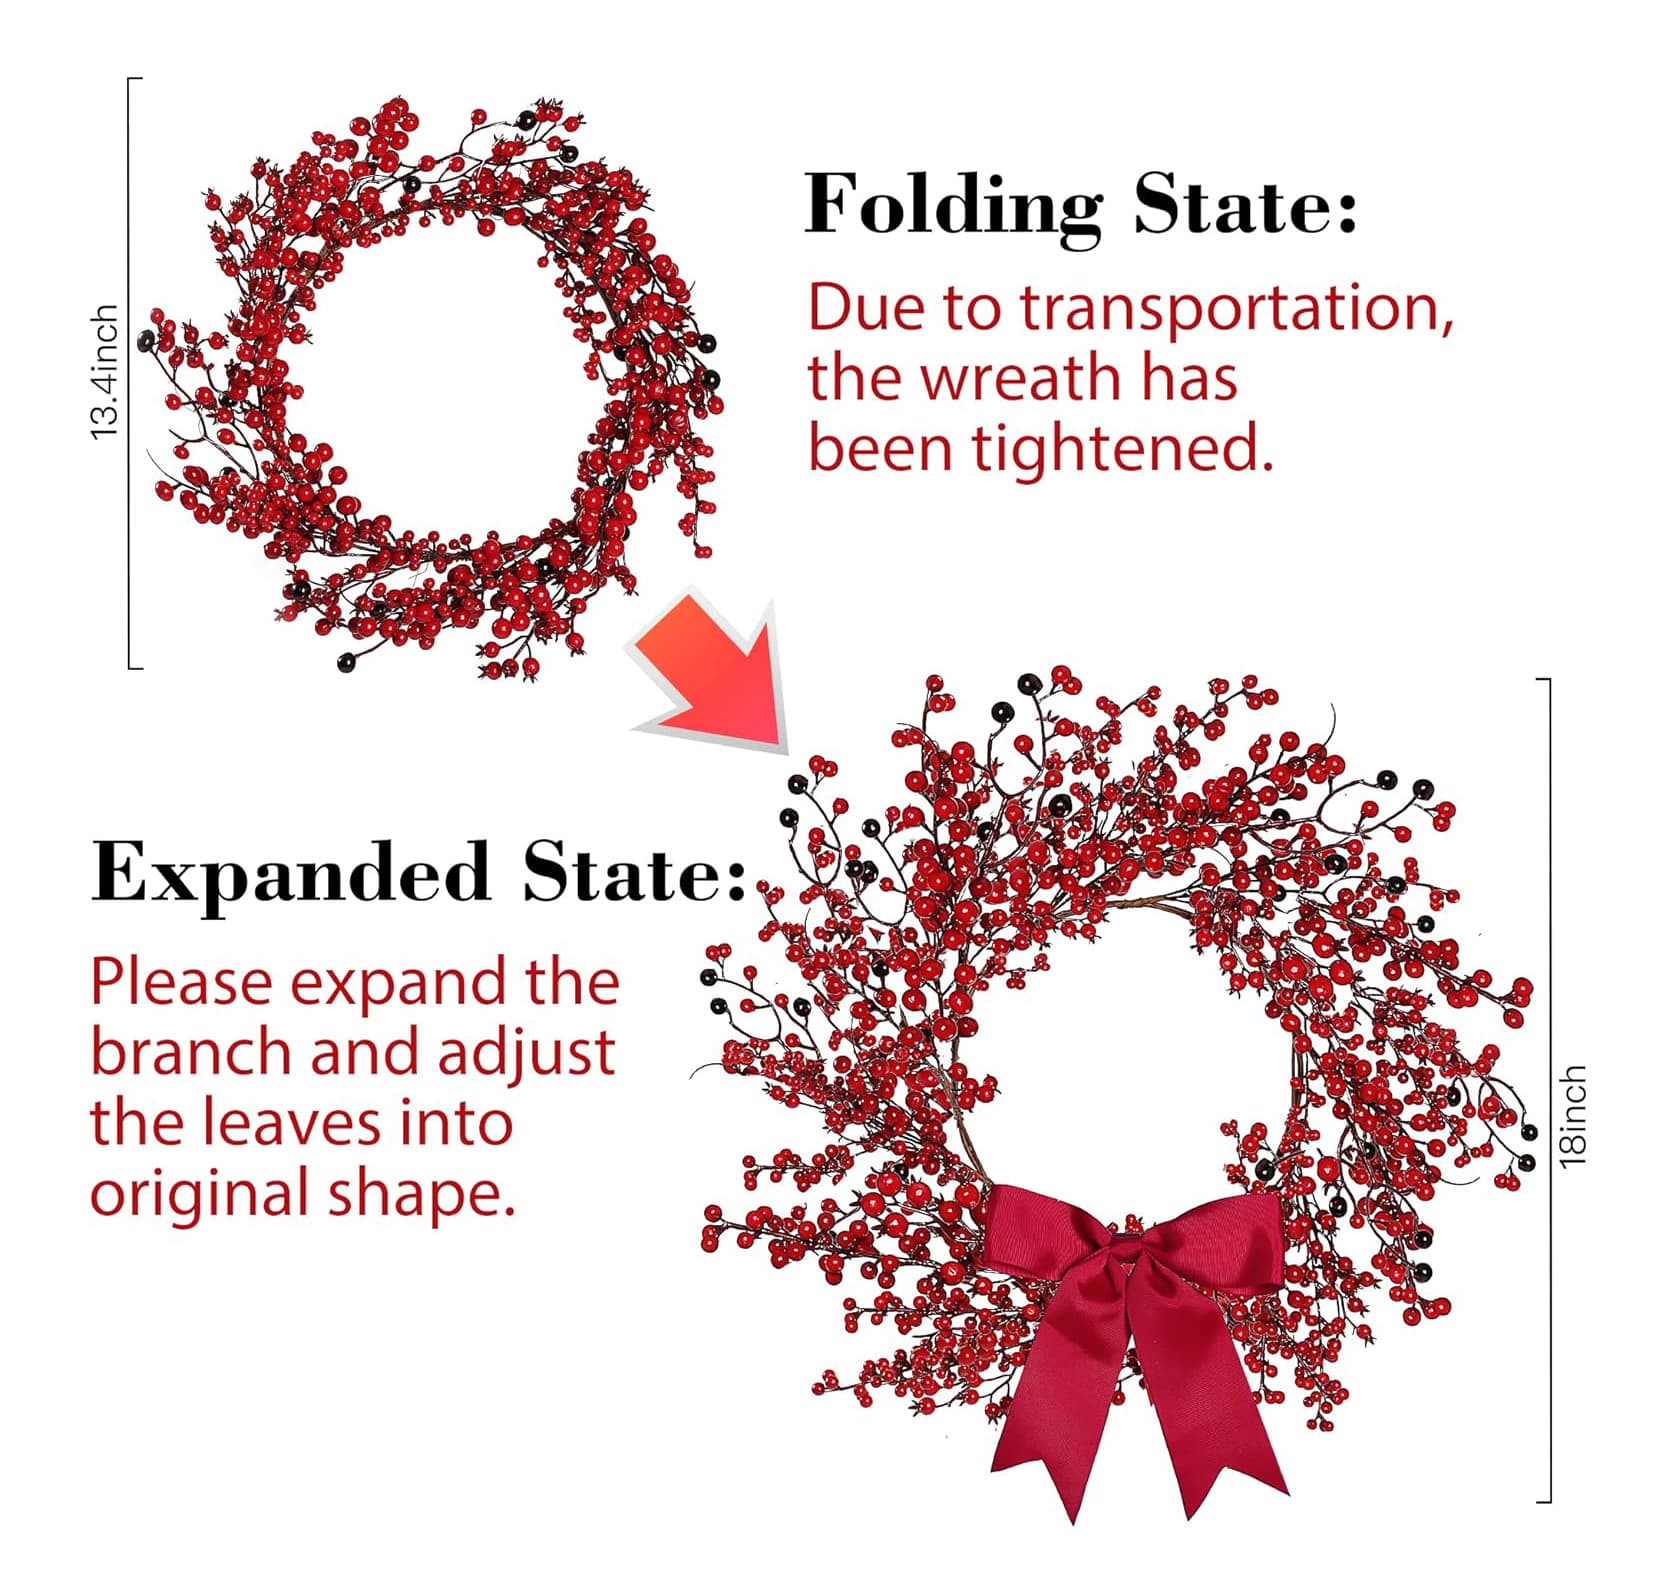 13.4inch
Folding State:
Due to transportation,
the wreath has
been tightened.
Expanded State:
Please expand the
branch and adjust
the leaves into
original shape.
18inch